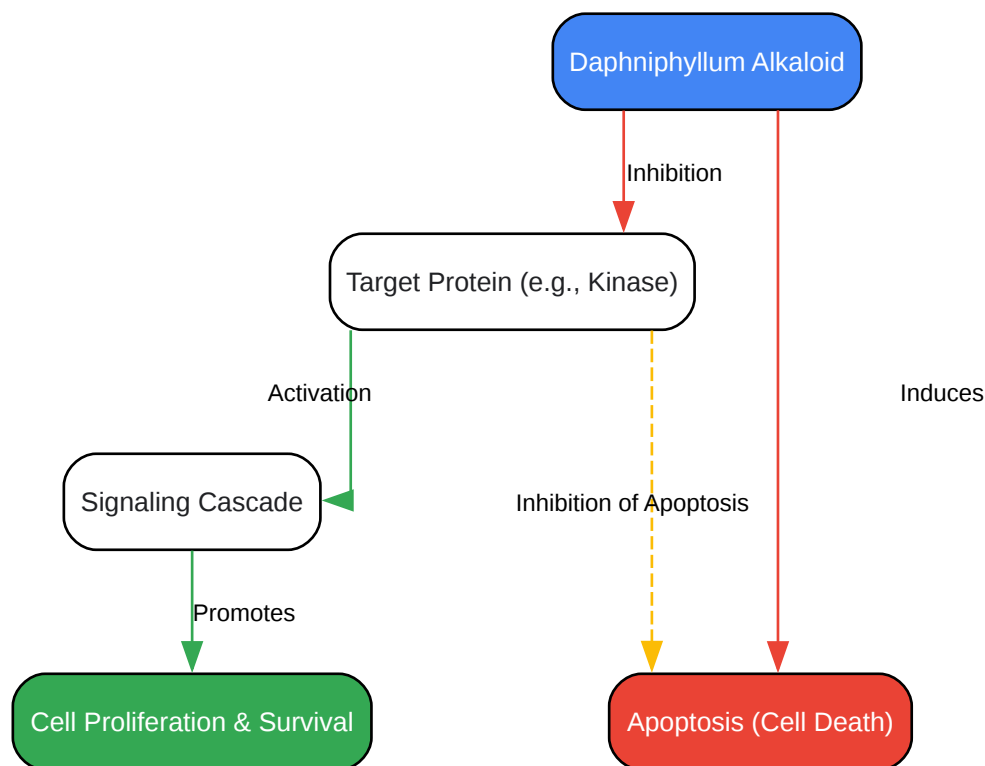 Daphniphyllum Alkaloid
Inhibition
Target Protein (e.g., Kinase)
Activation
Induces
Signaling Cascade
Inhibition of Apoptosis
Promotes
Cell Proliferation & Survival
Apoptosis (Cell Death)